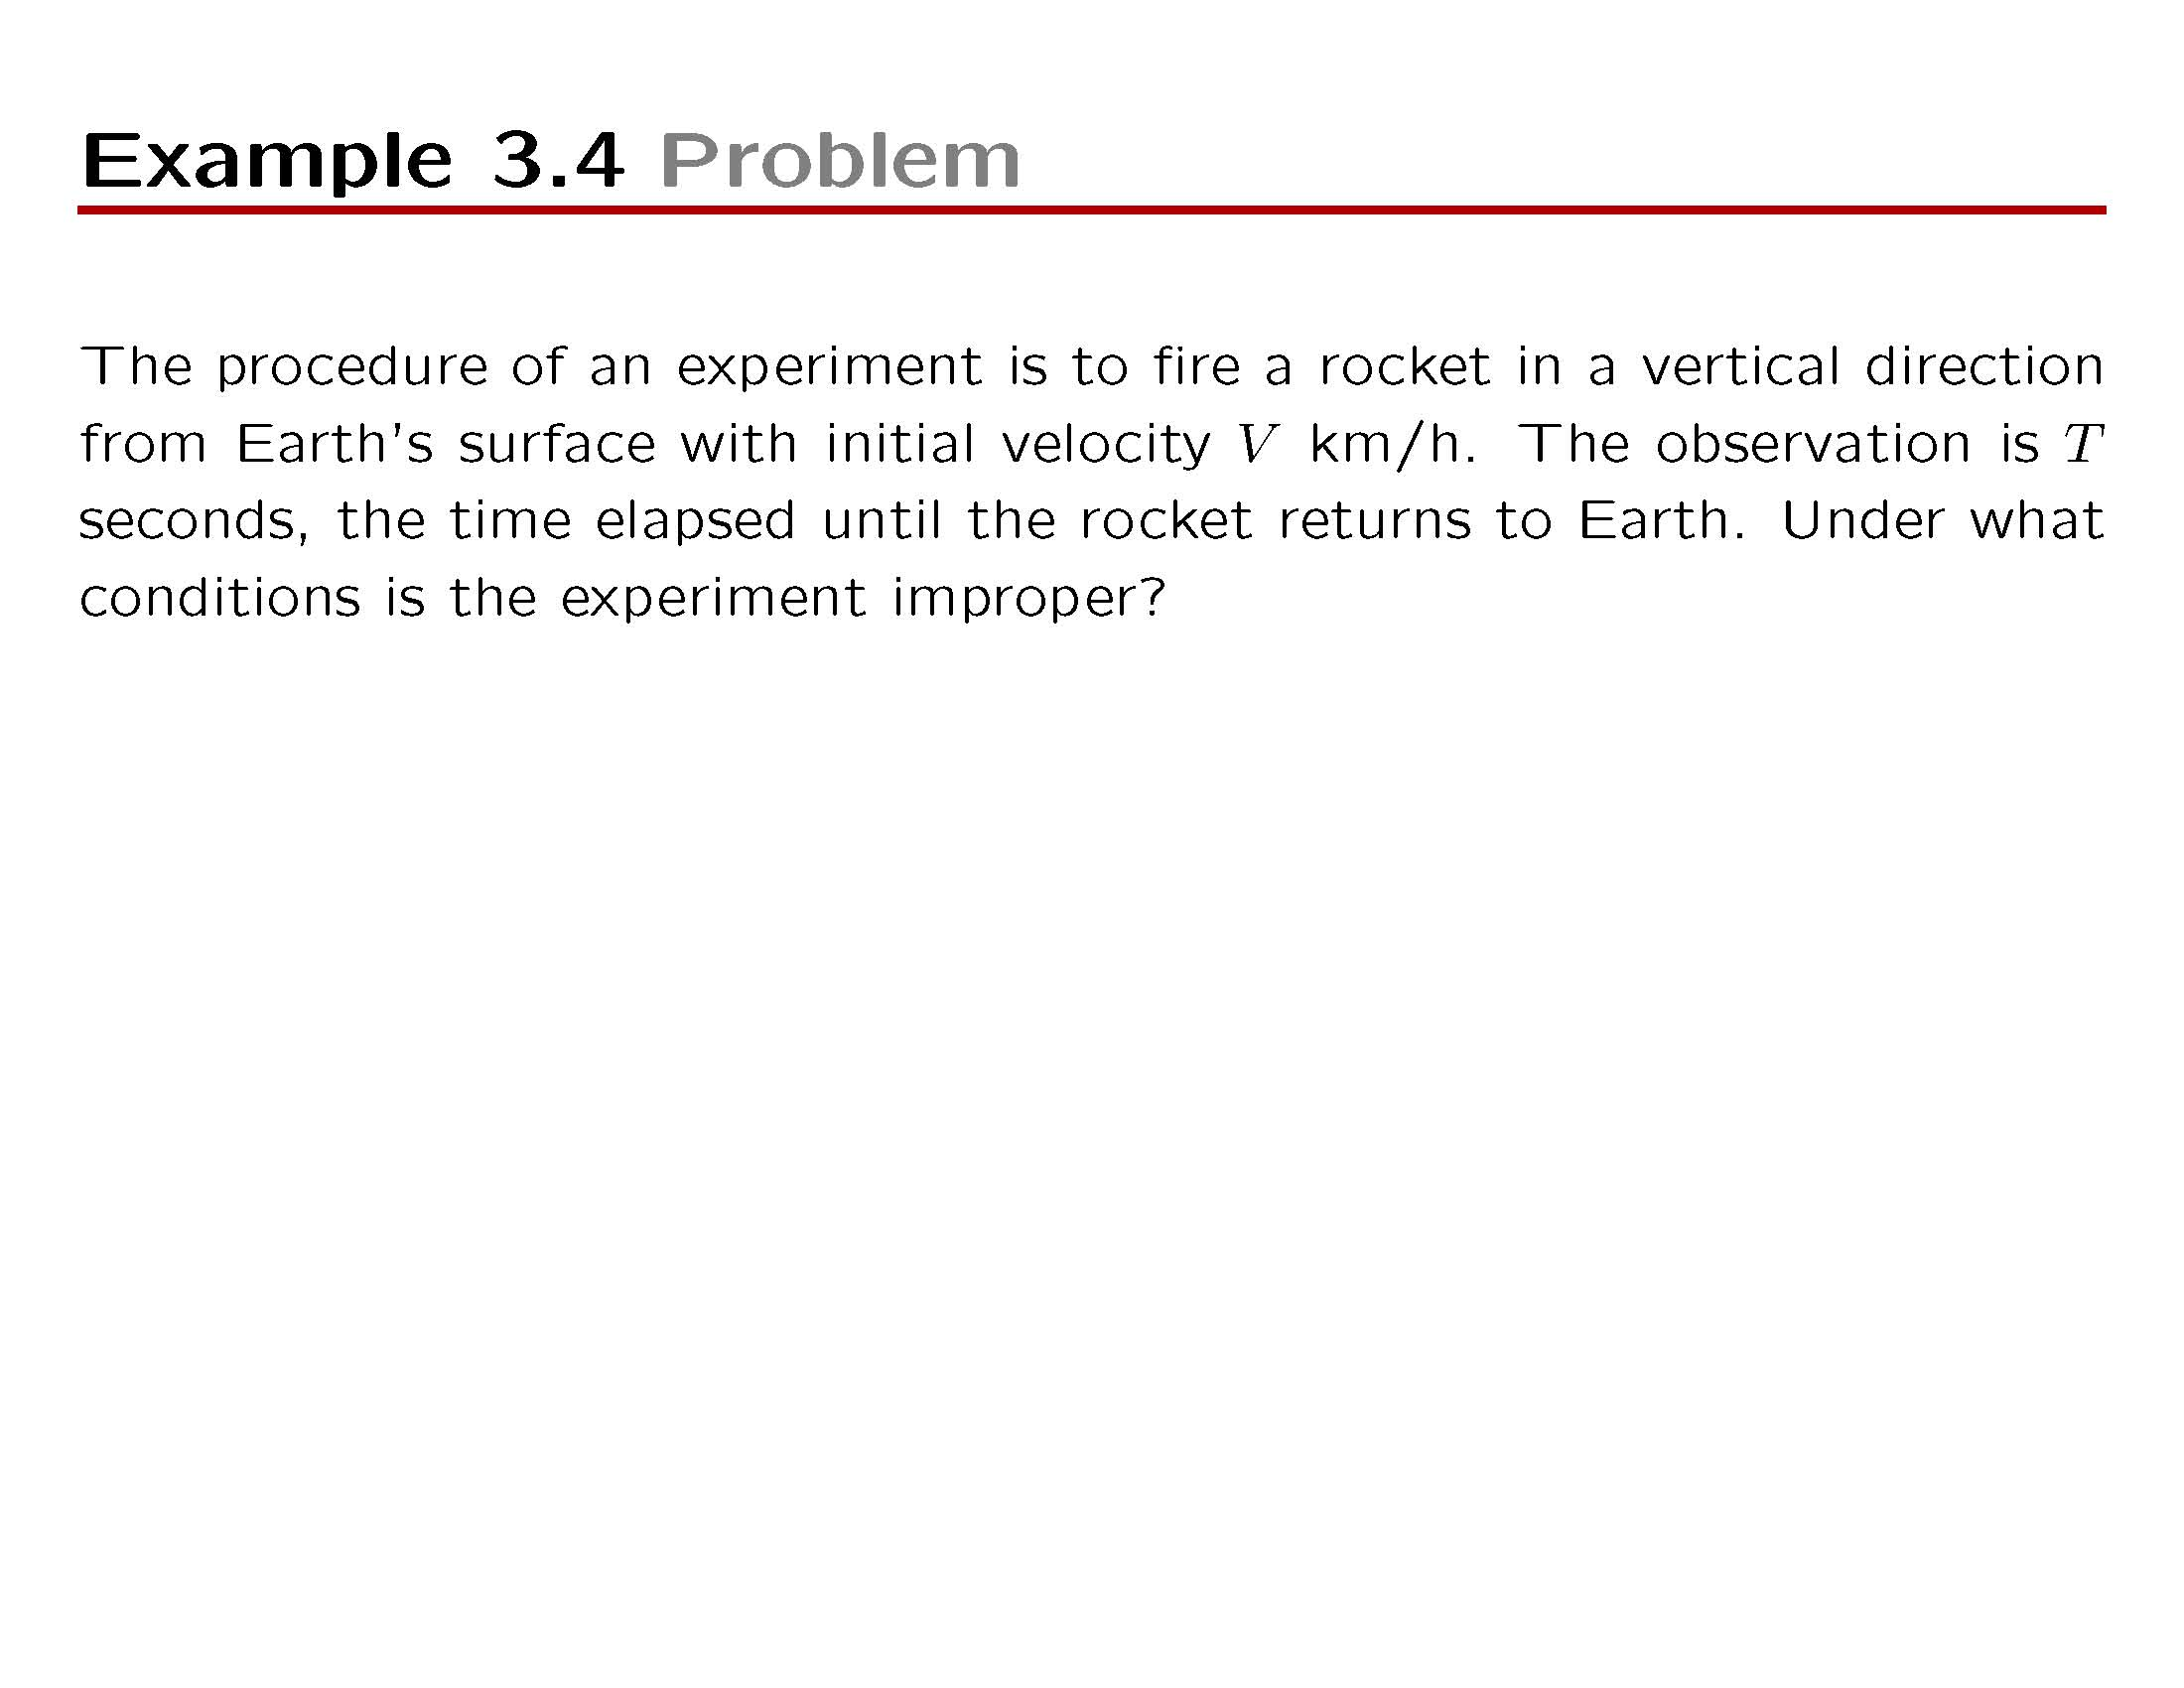 Example 3.4 Problem
The procedure of an experiment is to fire a rocket in a vertical direction
from Earth's surface with initial velocity V km/h. The observation is T
seconds, the time elapsed until the rocket returns to Earth. Under what
conditions is the experiment improper?